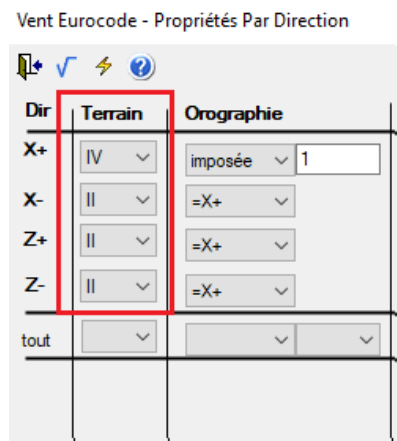 Vent Eurocode - Propriétés Par Direction
Dir Terrain Orographie
X+ IV imposée 1
X- II =X+
Z+ II =X+
Z- II =X+
tout